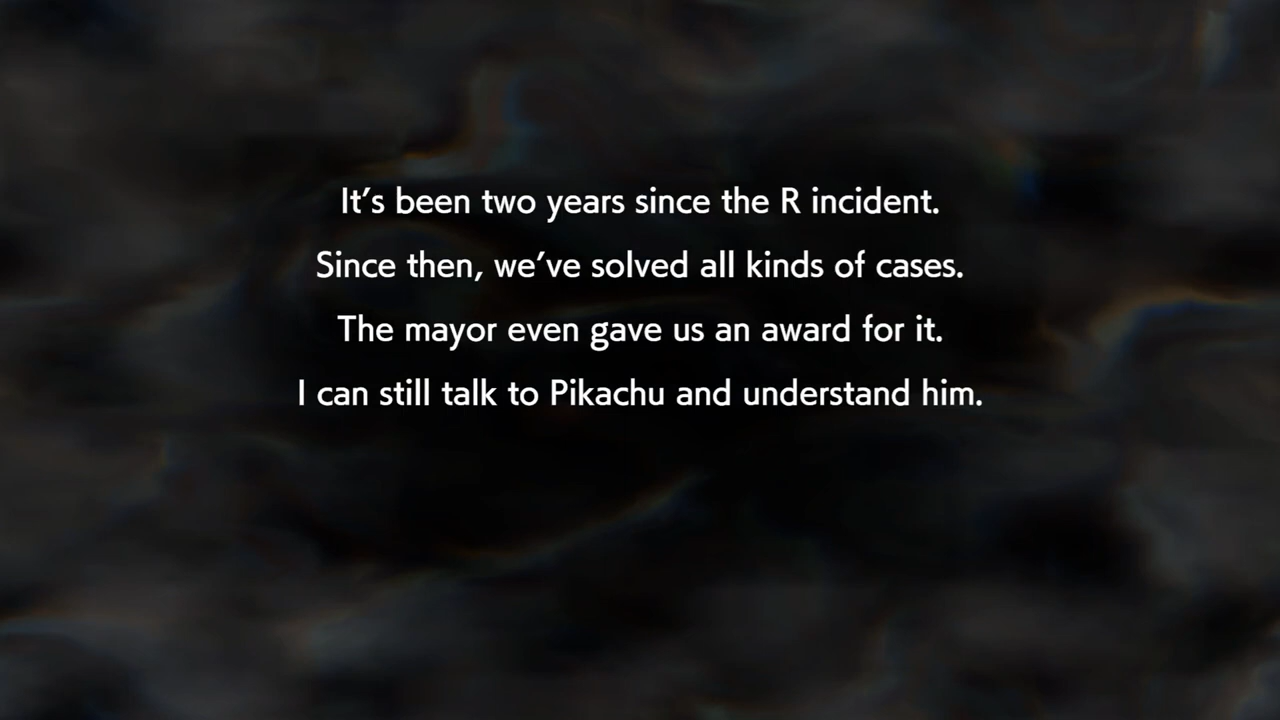 It’s been two years since the R incident.
Since then, we’ve solved all kinds of cases.
The mayor even gave us an award for it.
I can still talk to Pikachu and understand him.